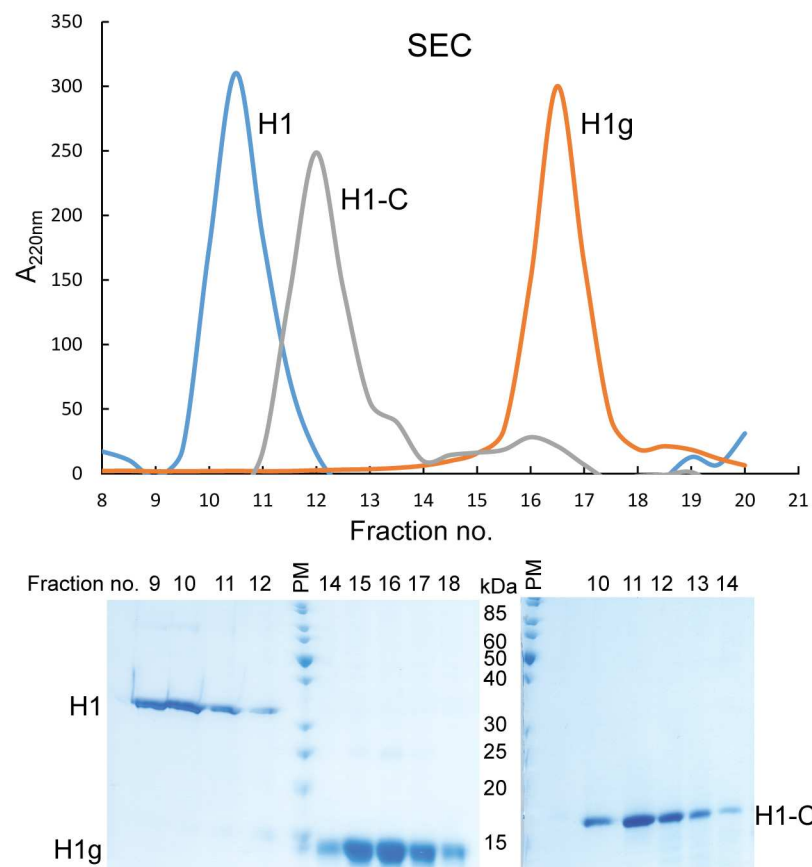 SEC
350
300
250
200
150
100
50
0
A220nm
H1
H1-C
H1g
8 9 10 11 12 13 14 15 16 17 18 19 20 21
Fraction no.
Fraction no. 9 10 11 12 PM 14 15 16 17 18 kDa PM 10 11 12 13 14
85
60
50
40
H1
30
25
20
H1-C
H1g
15